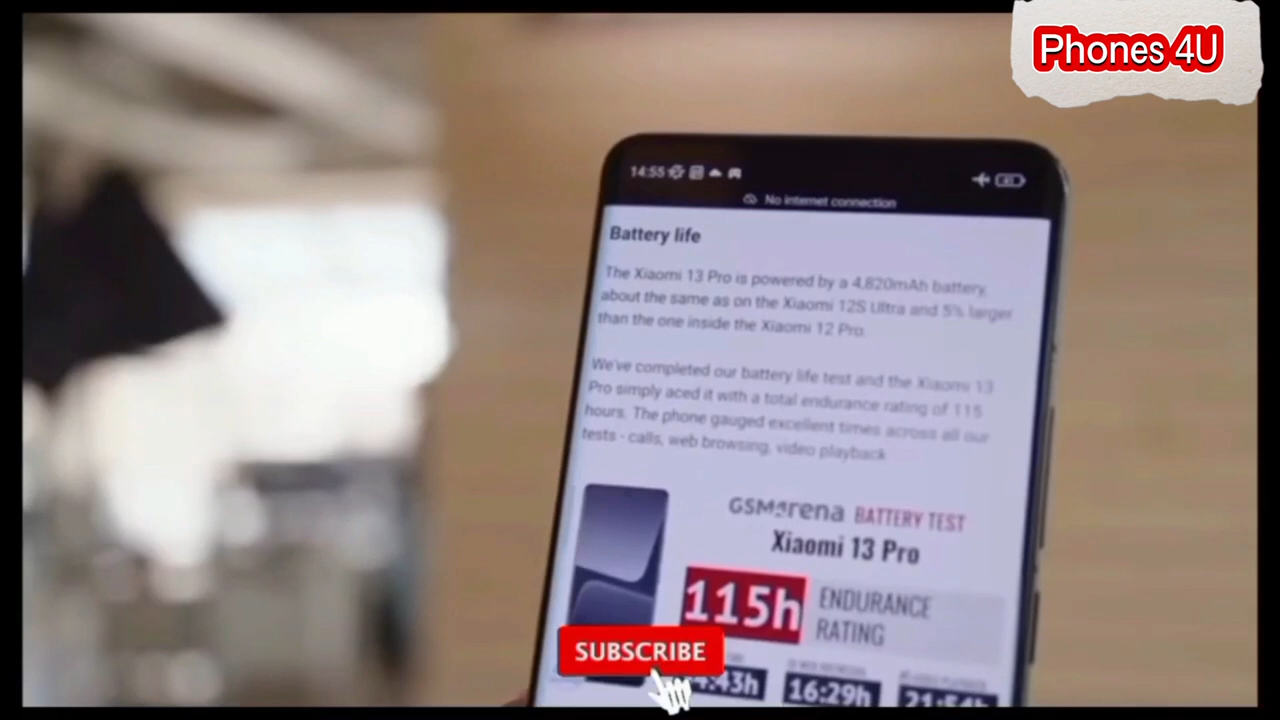 Phones 4U
14:55
No internet connection
Battery life
The Xiaomi 13 Pro is powered by a 4,820mAh battery,
about the same as on the Xiaomi 12S Ultra and 5% larger
than the one inside the Xiaomi 12 Pro.
We've completed our battery life test and the Xiaomi 13
Pro simply aced it with a total endurance rating of 115
hours. The phone gauged excellent times across all our
tests - calls, web browsing, video playback
GSMarena BATTERY TEST
Xiaomi 13 Pro
115h ENDURANCE
RATING
SUBSCRIBE
16:29h 21:54h